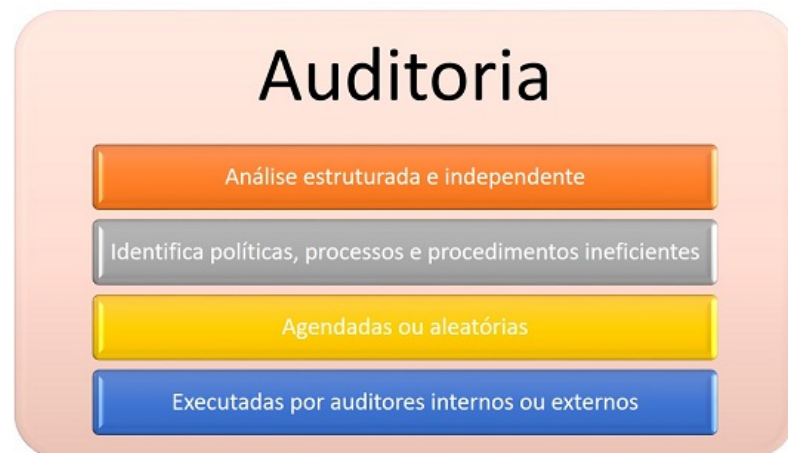 Auditoria
Análise estruturada e independente
Identifica políticas, processos e procedimentos ineficientes
Agendadas ou aleatórias
Executadas por auditores internos ou externos